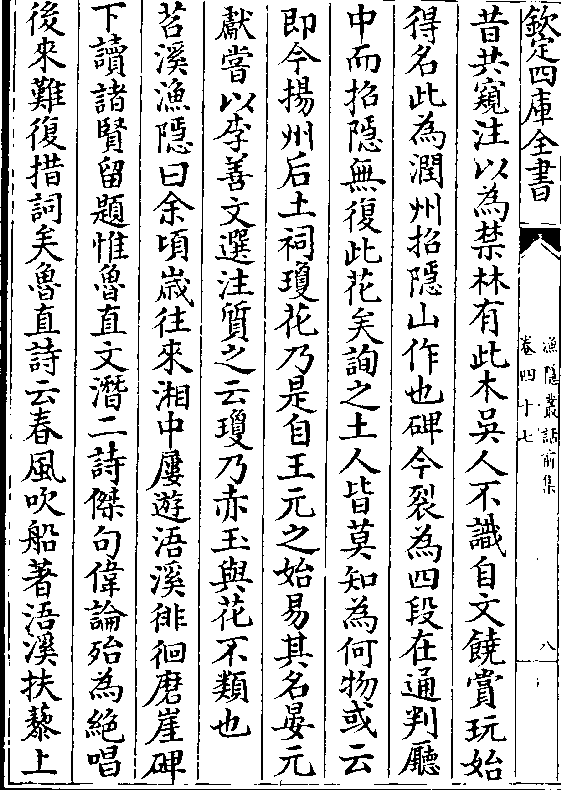 欽定四庫全書
漁隱叢話前集
卷四十七
八
昔共窺注以為禁林有此木吳人不識自文饒賞玩始
得名此為潤州招隱山作也碑今裂為四段在通判廳
中而招隱無復此花矣詢之土人皆莫知為何物或云
即今揚州后土祠瓊花乃是自王元之始易其名晏元
獻嘗以李善文選注質之云瓊乃赤玉與花不類也
苕溪漁隱曰余頃嵗往來湘中屢遊浯溪徘徊磨崖碑
下讀諸賢留題惟魯直文潛二詩傑句偉論殆為絶唱
後來難復措詞矣魯直詩云春風吹船著浯溪扶藜上